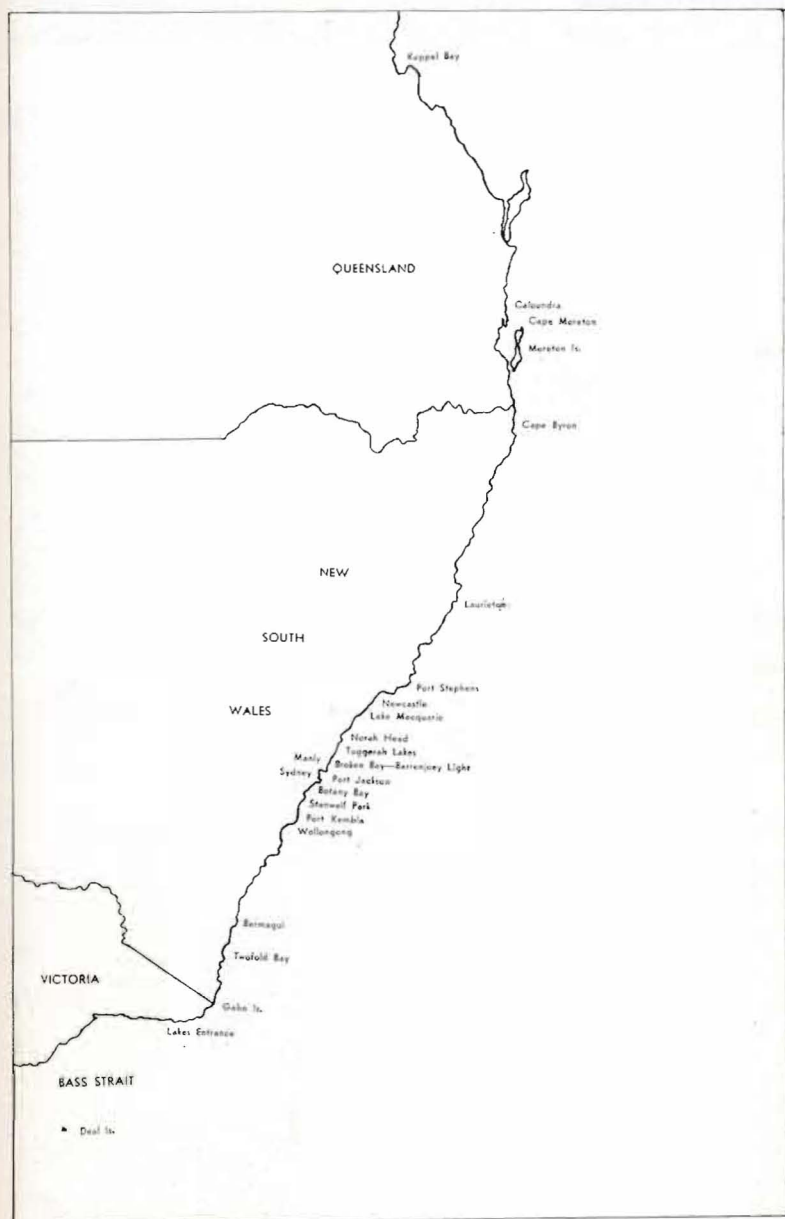 Keppel Bay
QUEENSLAND
Caloundra
Cape Moreton
Moreton Is.
Cape Byron
NEW
Laurieton
SOUTH
Port Stephens
WALES
Newcastle
Lake Macquarie
Norah Head
Tuggerah Lakes
Manly
Broken Bay—Barrenjoey Light
Sydney
Port Jackson
Botany Bay
Stanwell Park
Port Kembla
Wollongong
Bermagui
Twofold Bay
VICTORIA
Gabo Is.
Lakes Entrance
BASS STRAIT
Deal Is.